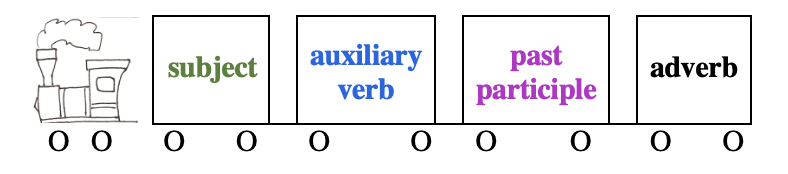 subject
auxiliary
verb
past
participle
adverb
O O O O O O O O O O